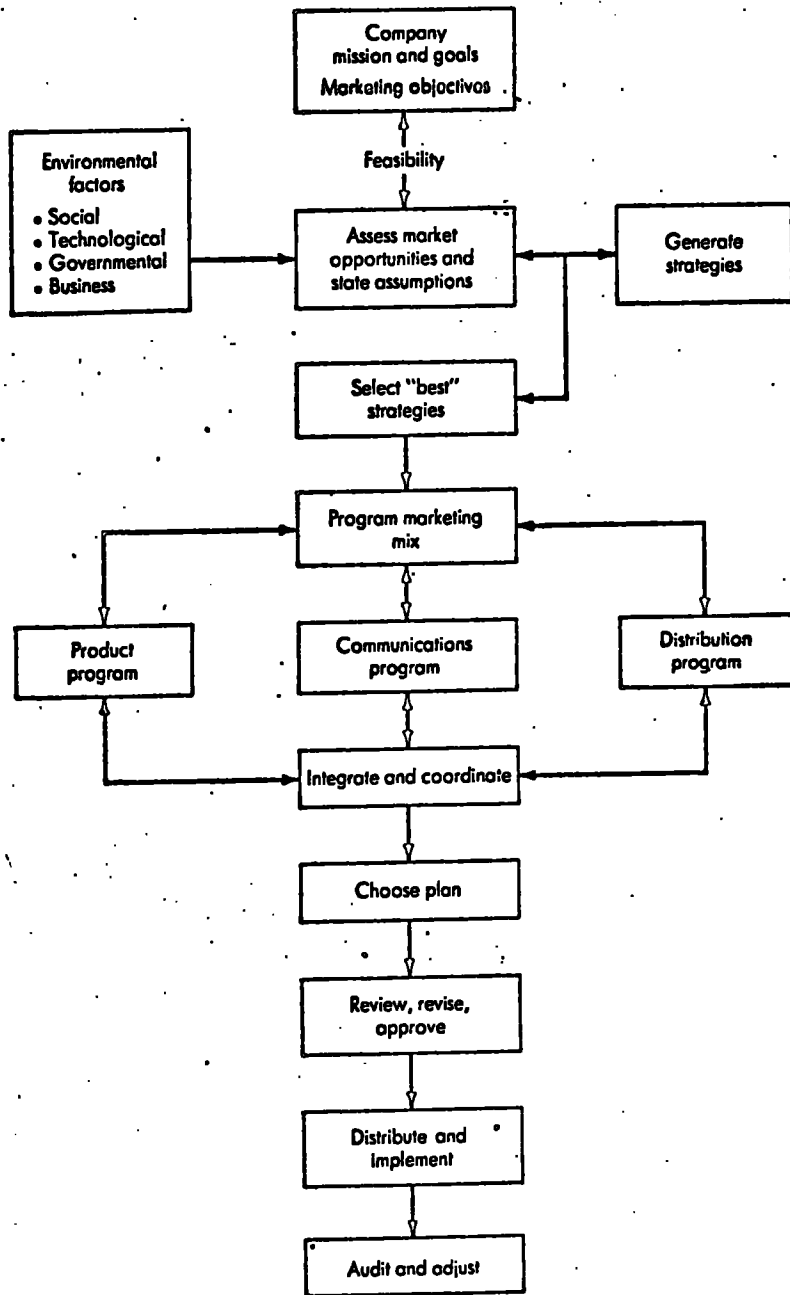 Company
mission and goals
Marketing objectivos
Feasibility
Environmental
factors
• Social
• Technological
• Governmental
• Business
Assess market
opportunities and
state assumptions
Generate
strategies
Select "best"
strategies
Program marketing
mix
Product
program
Communications
program
Distribution
program
Integrate and coordinate
Choose plan
Review, revise,
approve
Distribute and
implement
Audit and adjust